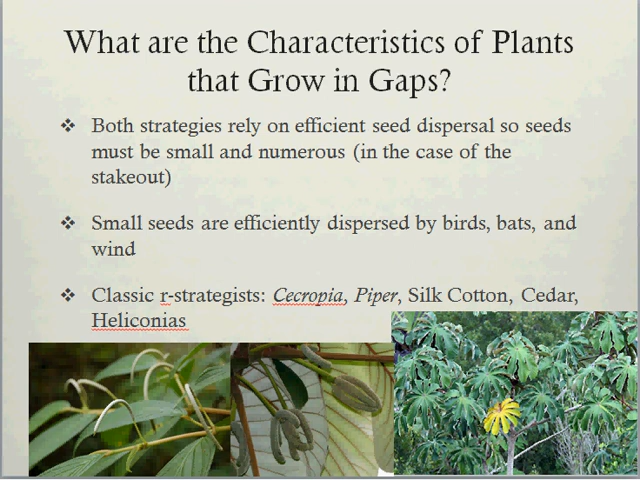 What are the Characteristics of Plants
that Grow in Gaps?
Both strategies rely on efficient seed dispersal so seeds
must be small and numerous (in the case of the
stakeout)
Small seeds are efficiently dispersed by birds, bats, and
wind
Classic r-strategists: Cecropia, Piper, Silk Cotton, Cedar,
Heliconias